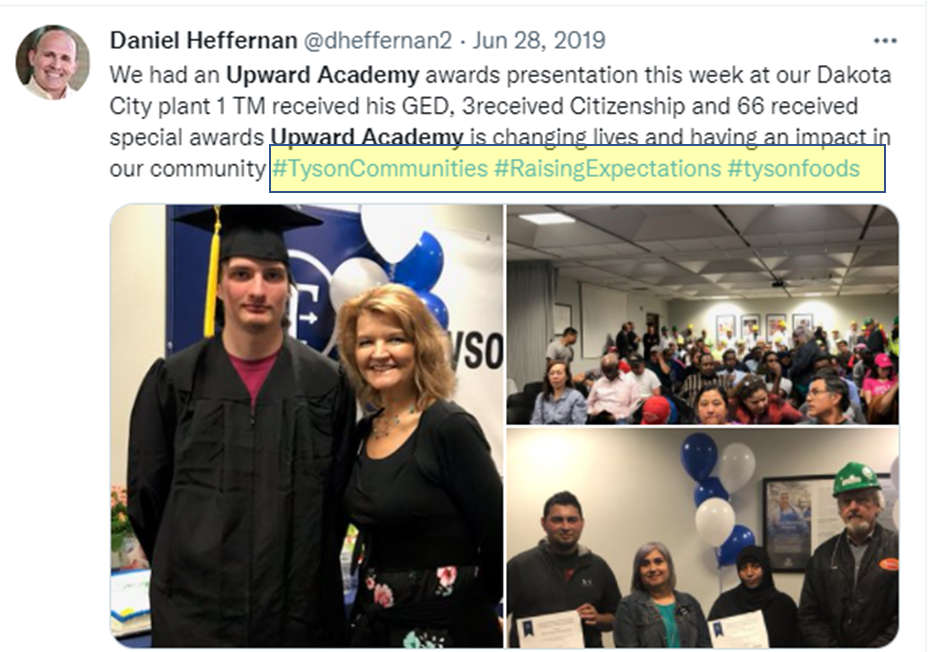 Daniel Heffernan @dheffernan2 · Jun 28, 2019 •••
We had an Upward Academy awards presentation this week at our Dakota
City plant 1 TM received his GED, 3received Citizenship and 66 received
special awards Upward Academy is changing lives and having an impact in
our community #TysonCommunities #RaisingExpectations #tysonfoods